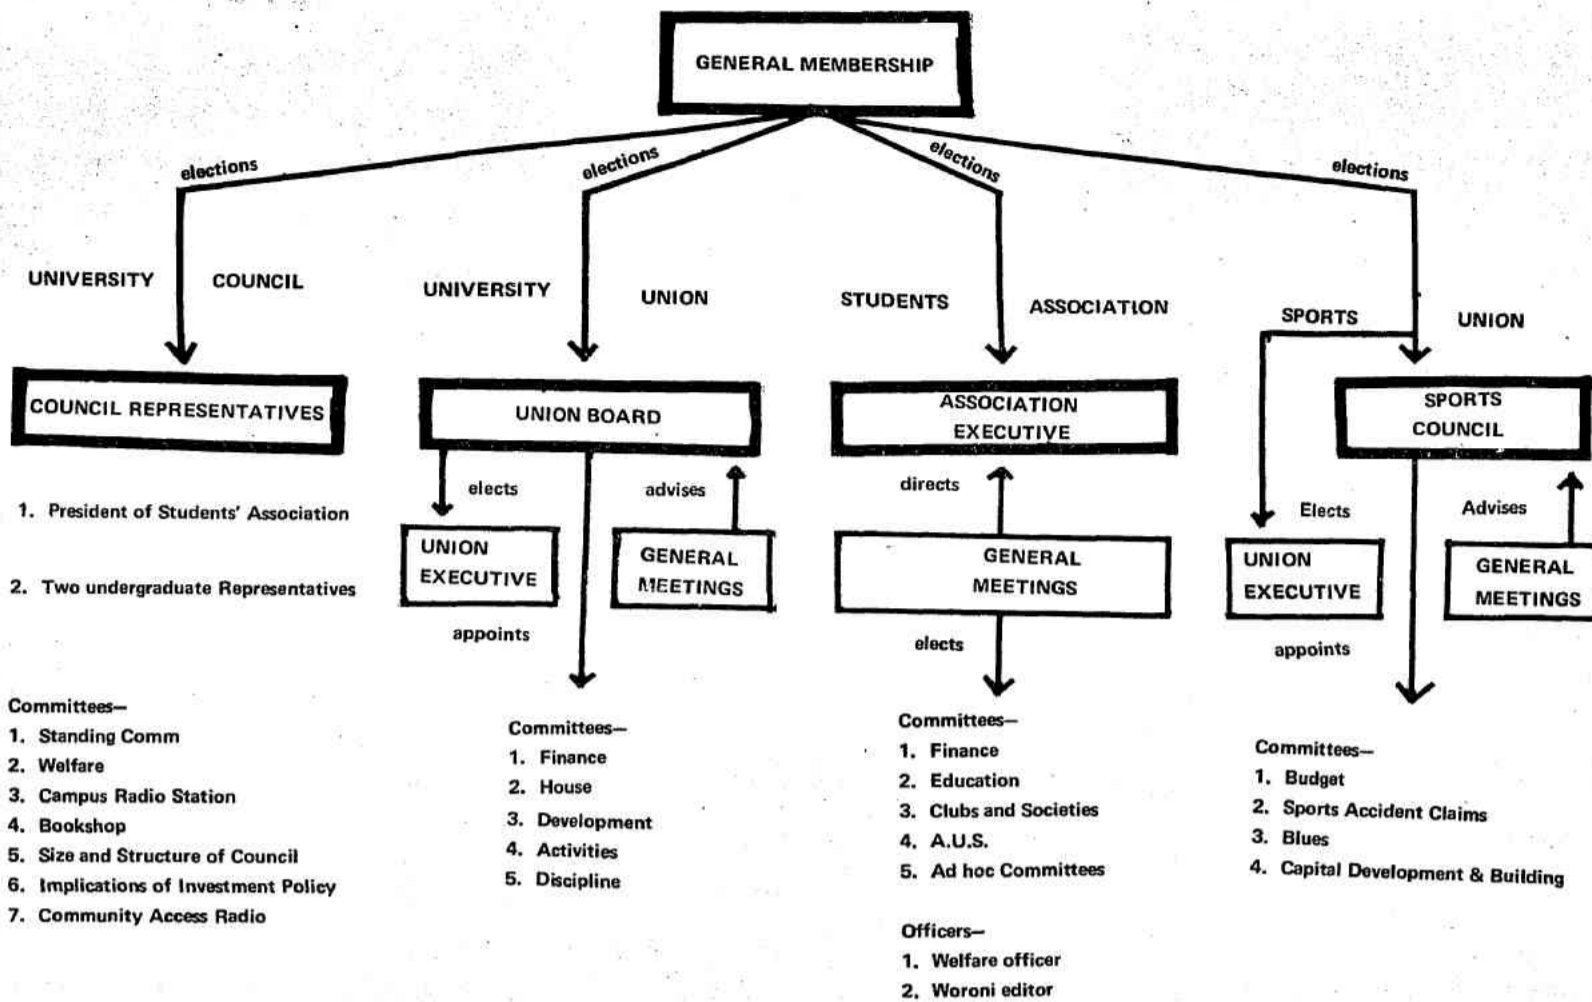 GENERAL MEMBERSHIP
elections
elections
elections
elections
UNIVERSITY COUNCIL
COUNCIL REPRESENTATIVES
1. President of Students' Association
2. Two undergraduate Representatives
Committees—
1. Standing Comm
2. Welfare
3. Campus Radio Station
4. Bookshop
5. Size and Structure of Council
6. Implications of Investment Policy
7. Community Access Radio
UNIVERSITY UNION
UNION BOARD
elects
advises
UNION
EXECUTIVE
GENERAL
MEETINGS
appoints
Committees—
1. Finance
2. House
3. Development
4. Activities
5. Discipline
STUDENTS ASSOCIATION
ASSOCIATION
EXECUTIVE
directs
GENERAL
MEETINGS
elects
Committees—
1. Finance
2. Education
3. Clubs and Societies
4. A.U.S.
5. Ad hoc Committees
Officers—
1. Welfare officer
2. Woroni editor
SPORTS UNION
SPORTS
COUNCIL
Elects
Advises
UNION
EXECUTIVE
GENERAL
MEETINGS
appoints
Committees—
1. Budget
2. Sports Accident Claims
3. Blues
4. Capital Development & Building